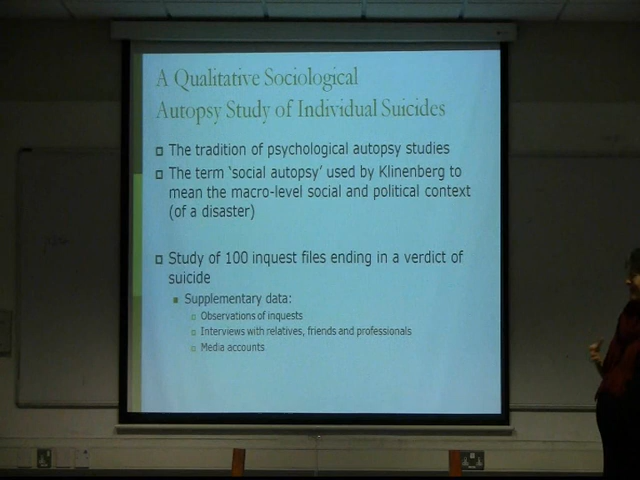 A Qualitative Sociological
Autopsy Study of Individual Suicides
The tradition of psychological autopsy studies
The term ‘social autopsy’ used by Klinenberg to
mean the macro-level social and political context
(of a disaster)
Study of 100 inquest files ending in a verdict of
suicide
Supplementary data:
Observations of inquests
Interviews with relatives, friends and professionals
Media accounts